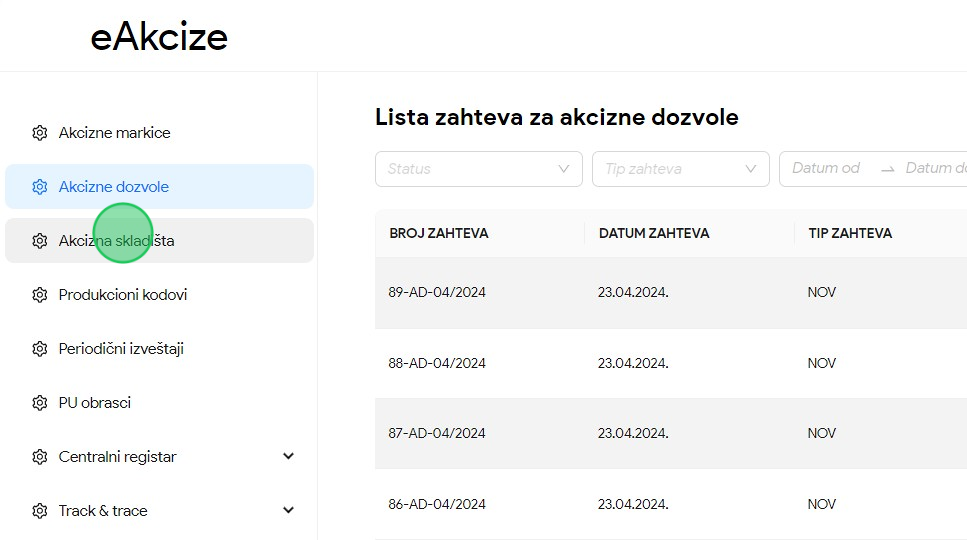 eAkcize
Akcizne markice
Akcizne dozvole
Akcizna skladišta
Produkcioni kodovi
Periodični izveštaji
PU obrasci
Centralni registar
Track & trace
Lista zahteva za akcizne dozvole
Status Tip zahteva Datum od Datum do
BROJ ZAHTEVA DATUM ZAHTEVA TIP ZAHTEVA
89-AD-04/2024 23.04.2024. NOV
88-AD-04/2024 23.04.2024. NOV
87-AD-04/2024 23.04.2024. NOV
86-AD-04/2024 23.04.2024. NOV